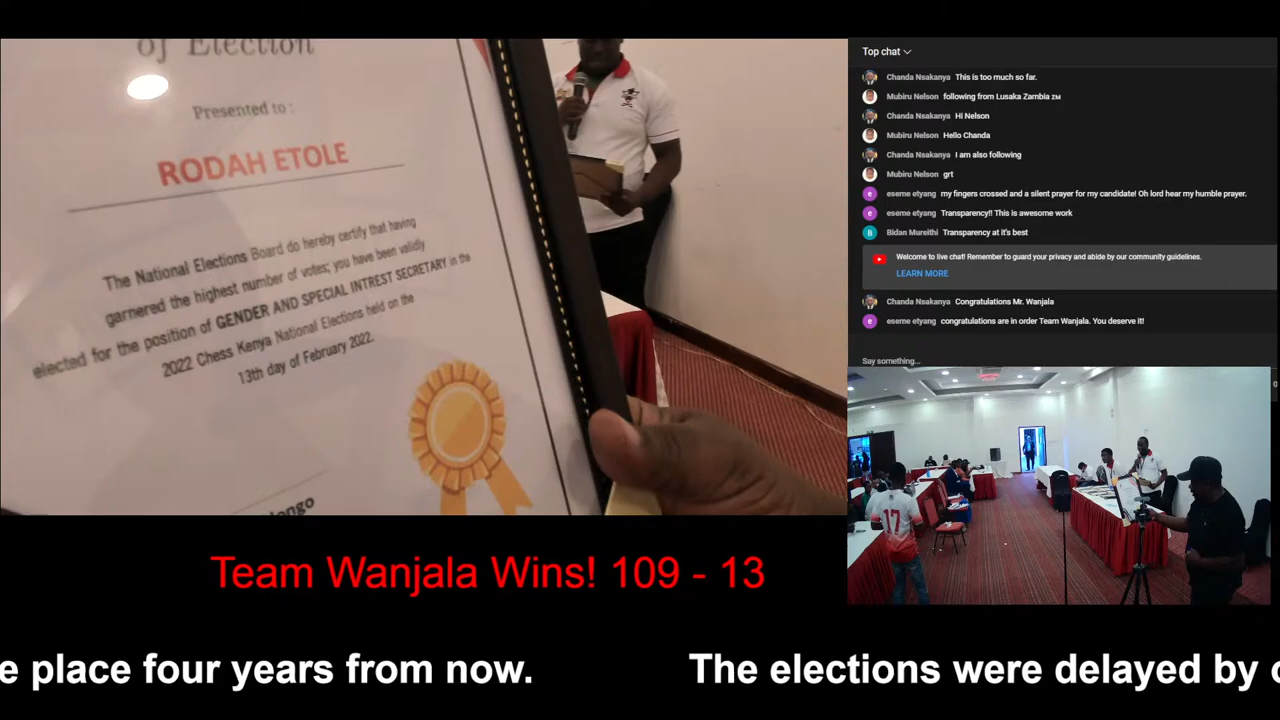 of Election
Presented to :
RODAH ETOLE
The National Elections Board do hereby certify that having
garnered the highest number of votes; you have been validly
elected for the position of GENDER AND SPECIAL INTREST SECRETARY in the
2022 Chess Kenya National Elections held on the
13th day of February 2022.
ongo
Top chat
Chanda Nsakanya This is too much so far.
Mubiru Nelson following from Lusaka Zambia ZM
Chanda Nsakanya Hi Nelson
Mubiru Nelson Hello Chanda
Chanda Nsakanya I am also following
Mubiru Nelson grt
e eseme etyang my fingers crossed and a silent prayer for my candidate! Oh lord hear my humble prayer.
e eseme etyang Transparency!! This is awesome work
B Bidan Mureithi Transparency at it's best
Welcome to live chat! Remember to guard your privacy and abide by our community guidelines.
LEARN MORE
Chanda Nsakanya Congratulations Mr. Wanjala
e eseme etyang congratulations are in order Team Wanjala. You deserve it!
Say something...
0
17
Team Wanjala Wins! 109 - 13
e place four years from now.
The elections were delayed by